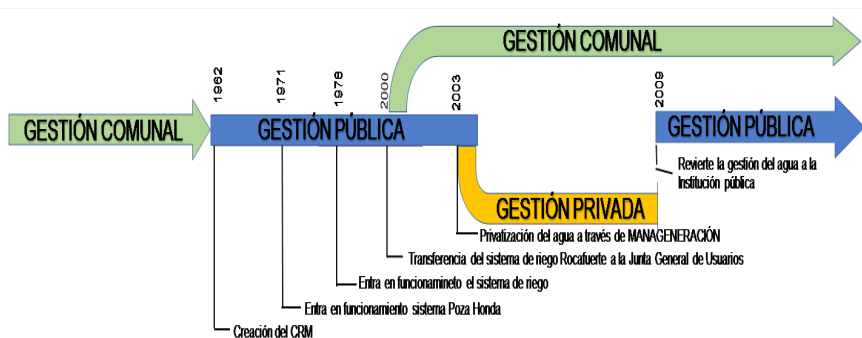 GESTIÓN COMUNAL
1962
1971
1978
2000
2003
2009
GESTIÓN COMUNAL
GESTIÓN PÚBLICA
GESTIÓN PÚBLICA
Revierte la gestión del agua a la
Institución pública
GESTIÓN PRIVADA
Privatización del agua a través de MANAGENERACIÓN
Transferencia del sistema de riego Rocafuerte a la Junta General de Usuarios
Entra en funcionamineto el sistema de riego
Entra en funcionamiento sistema Poza Honda
Creación del CRM